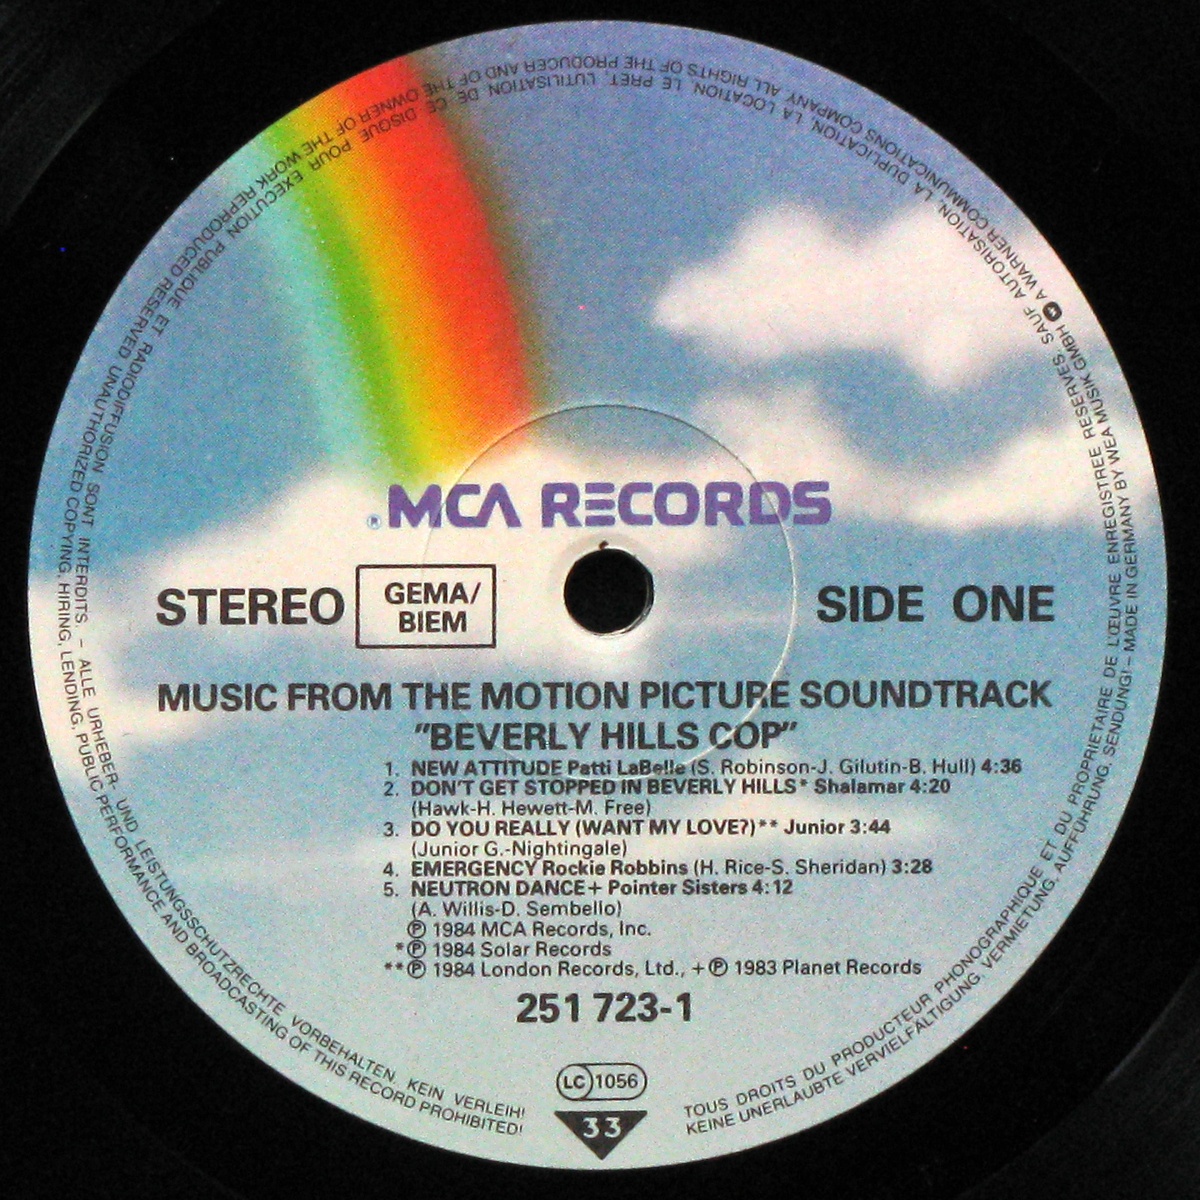 ®MCA RECORDS
STEREO
GEMA/
BIEM
SIDE ONE
MUSIC FROM THE MOTION PICTURE SOUNDTRACK
"BEVERLY HILLS COP"
1. NEW ATTITUDE Patti LaBelle (S. Robinson-J. Gilutin-B. Hull) 4:36
2. DON'T GET STOPPED IN BEVERLY HILLS* Shalamar 4:20
(Hawk-H. Hewett-M. Free)
3. DO YOU REALLY (WANT MY LOVE?)** Junior 3:44
(Junior G.-Nightingale)
4. EMERGENCY Rockie Robbins (H. Rice-S. Sheridan) 3:28
5. NEUTRON DANCE+ Pointer Sisters 4:12
(A. Willis-D. Sembello)
℗ 1984 MCA Records, Inc.
*℗ 1984 Solar Records
**℗ 1984 London Records, Ltd., +℗ 1983 Planet Records
251 723-1
LC 1056
33
TOUS DROITS DU PRODUCTEUR PHONOGRAPHIQUE ET DU PROPRIETAIRE DE L'ŒUVRE ENREGISTREE RESERVES. SAUF AUTORISATION, LA DUPLICATION, LA LOCATION, LE PRET, L'UTILISATION DE CE DISQUE POUR EXECUTION PUBLIQUE ET RADIODIFFUSION SONT INTERDITS. – ALLE URHEBER- UND LEISTUNGSSCHUTZRECHTE VORBEHALTEN. KEIN VERLEIH!
KEINE UNERLAUBTE VERVIELFÄLTIGUNG, VERMIETUNG, AUFFÜHRUNG, SENDUNG! – MADE IN GERMANY BY WEA MUSIK GMBH A WARNER COMMUNICATIONS COMPANY ALL RIGHTS OF THE PRODUCER AND OF THE OWNER OF THE WORK REPRODUCED RESERVED UNAUTHORIZED COPYING, HIRING, LENDING, PUBLIC PERFORMANCE AND BROADCASTING OF THIS RECORD PROHIBITED!